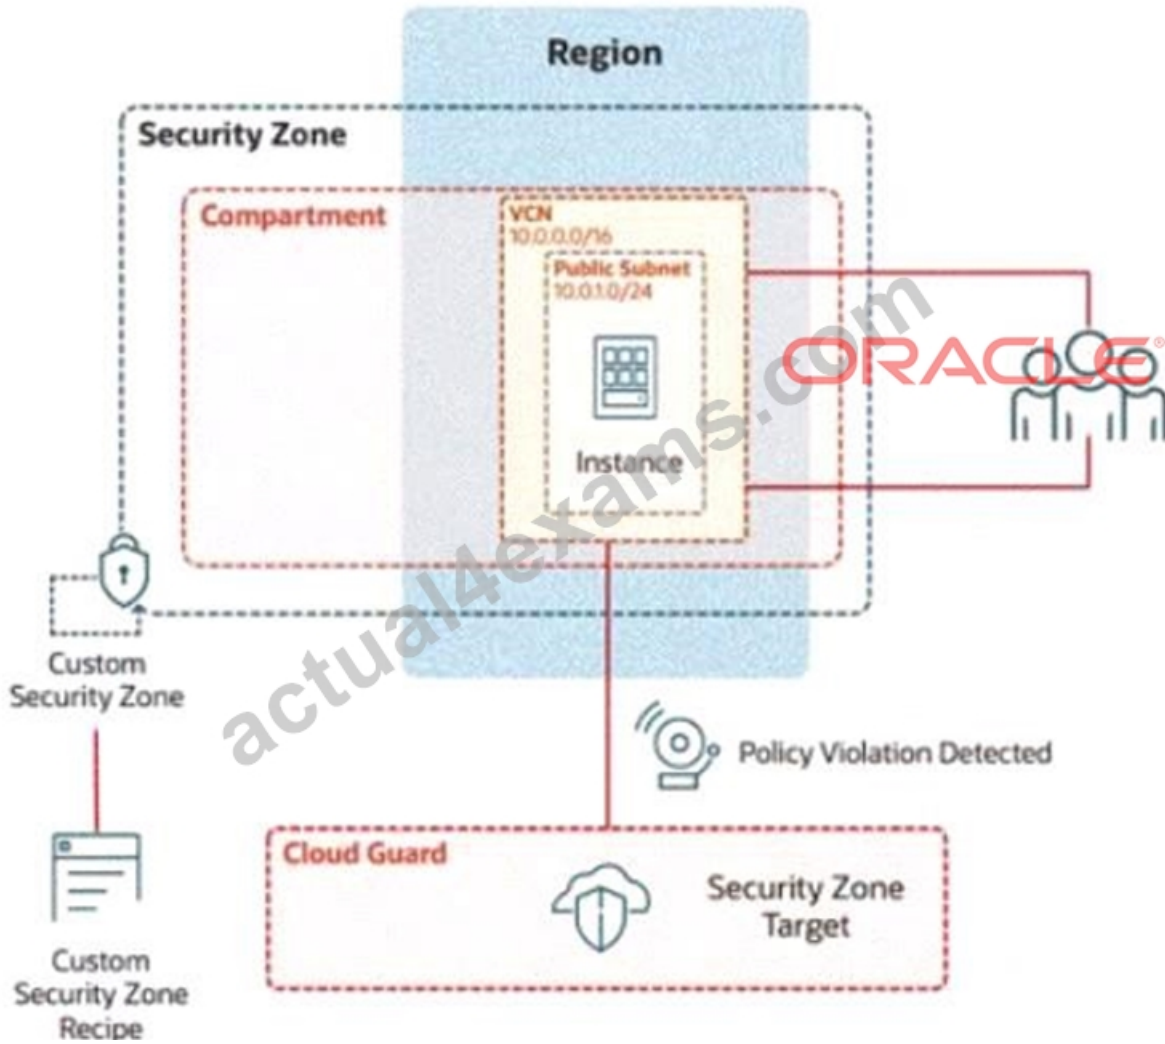 Region
Security Zone
Compartment
VCN
10.0.0.0/16
Public Subnet
10.0.1.0/24
ORACLE®
Instance
actual4exams.com
Custom
Security Zone
Policy Violation Detected
Cloud Guard
Security Zone
Target
Custom
Security Zone
Recipe